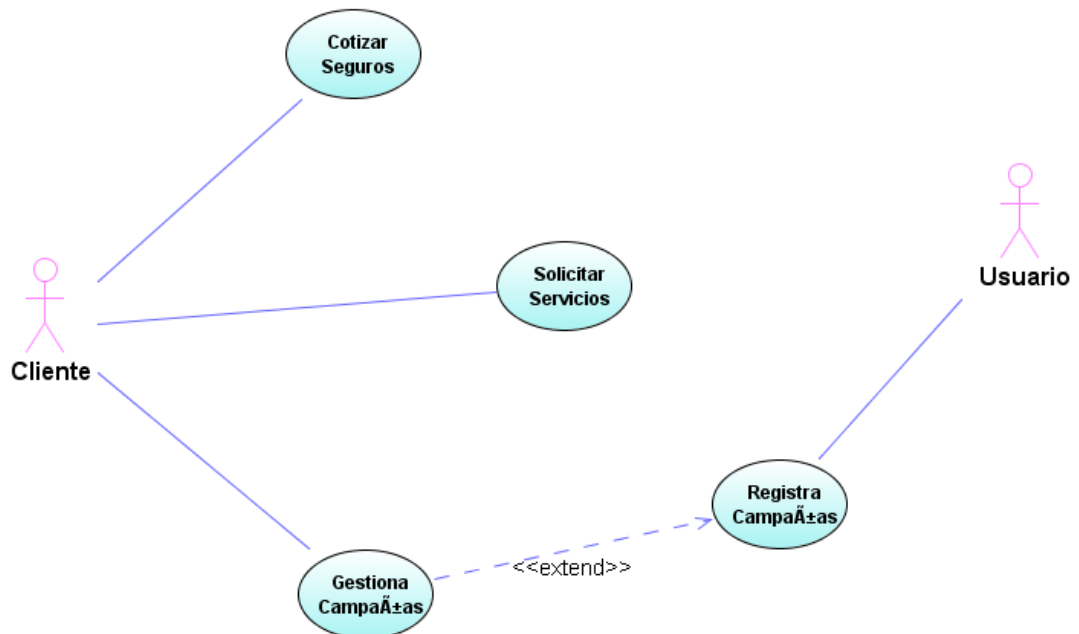 Cotizar
Seguros
Usuario
Solicitar
Servicios
Cliente
Registra
CampaÃ±as
<<extend>>
Gestiona
CampaÃ±as